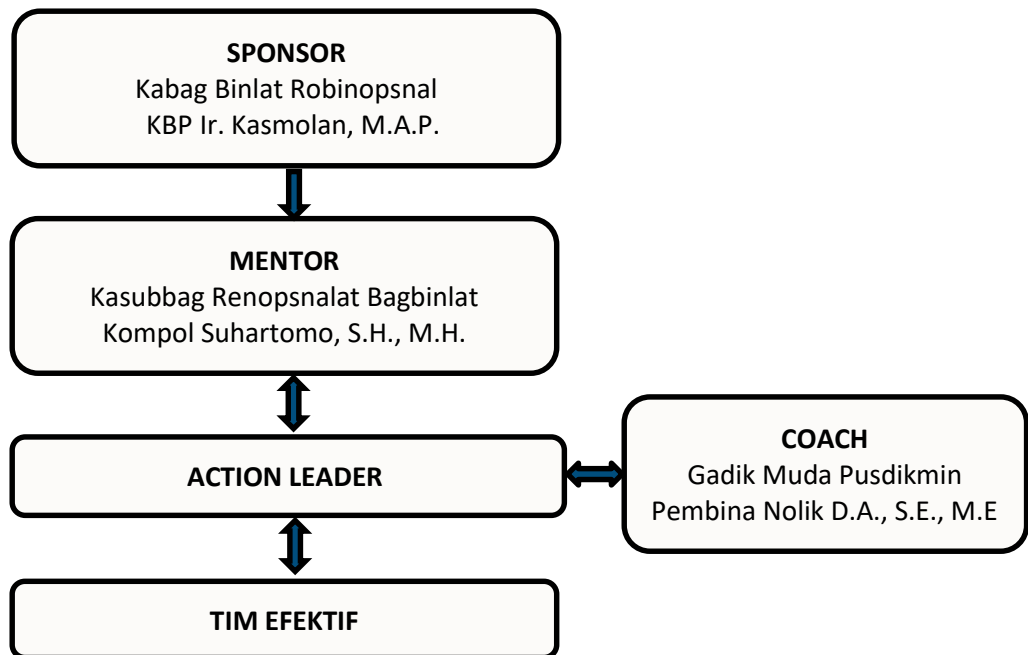 SPONSOR
Kabag Binlat Robinopsnal
KBP Ir. Kasmolan, M.A.P.
MENTOR
Kasubbag Renopsnalat Bagbinlat
Kompol Suhartomo, S.H., M.H.
ACTION LEADER
COACH
Gadik Muda Pusdikmin
Pembina Nolik D.A., S.E., M.E
TIM EFEKTIF